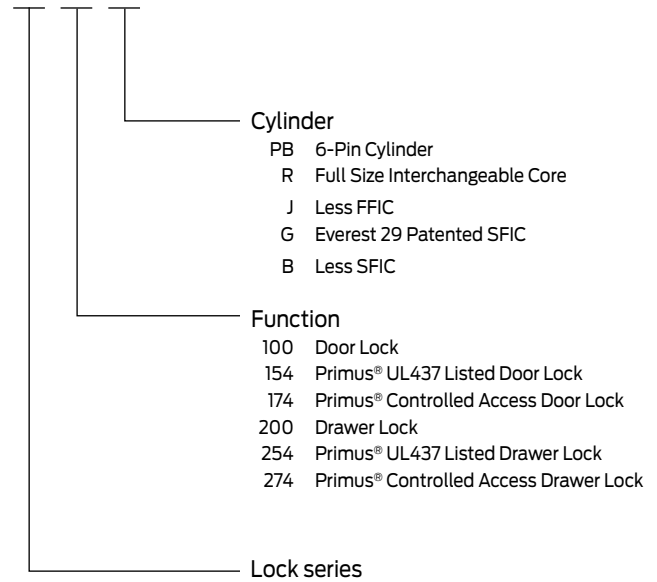 Cylinder
PB 6-Pin Cylinder
R Full Size Interchangeable Core
J Less FFIC
G Everest 29 Patented SFIC
B Less SFIC
Function
100 Door Lock
154 Primus® UL437 Listed Door Lock
174 Primus® Controlled Access Door Lock
200 Drawer Lock
254 Primus® UL437 Listed Drawer Lock
274 Primus® Controlled Access Drawer Lock
Lock series